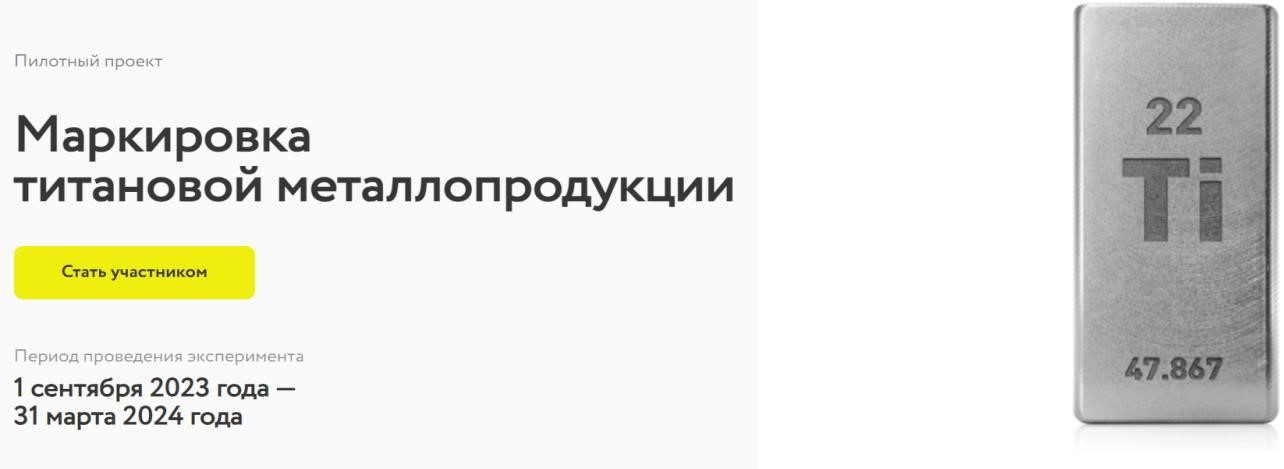 Пилотный проект
Маркировка
титановой металлопродукции
Стать участником
Период проведения эксперимента
1 сентября 2023 года —
31 марта 2024 года
22
Ti
47.867